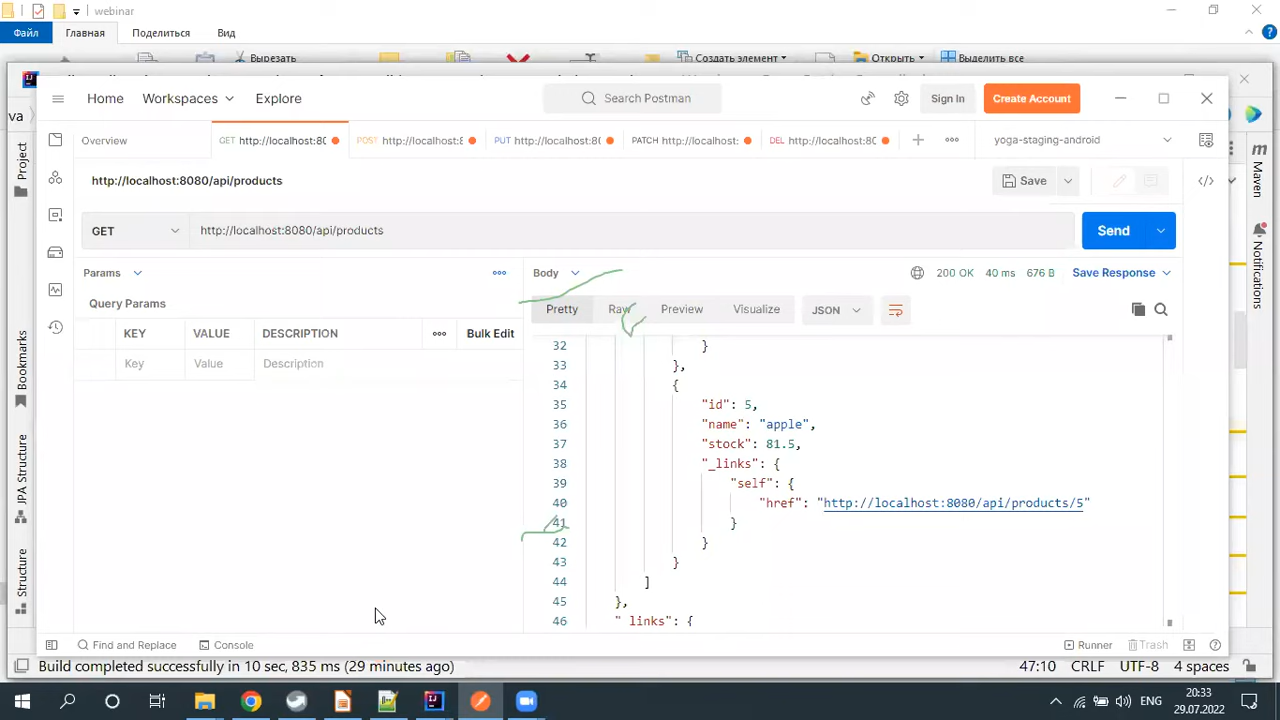 webinar
Файл
Главная
Поделиться
Вид
Вырезать
Создать элемент
Открыть
Выделить все
Home
Workspaces
Explore
Search Postman
Sign In
Create Account
va
Overview
GET http://localhost:80
POST http://localhost:8
PUT http://localhost:80
PATCH http://localhost:
DEL http://localhost:80
yoga-staging-android
http://localhost:8080/api/products
Save
GET
http://localhost:8080/api/products
Send
Params
Body
200 OK 40 ms 676 B
Save Response
Query Params
Pretty
Raw
Preview
Visualize
JSON
KEY
VALUE
DESCRIPTION
Bulk Edit
Key
Value
Description
32 }
33 },
34 {
35 "id": 5,
36 "name": "apple",
37 "stock": 81.5,
38 "_links": {
39 "self": {
40 "href": "http://localhost:8080/api/products/5"
41 }
42 }
43 }
44 ]
45 },
46 " links": {
Project
Bookmarks
JPA Structure
Structure
m
Maven
Notifications
Find and Replace
Console
Runner
Trash
Build completed successfully in 10 sec, 835 ms (29 minutes ago)
47:10 CRLF UTF-8 4 spaces
ENG
20:33
29.07.2022